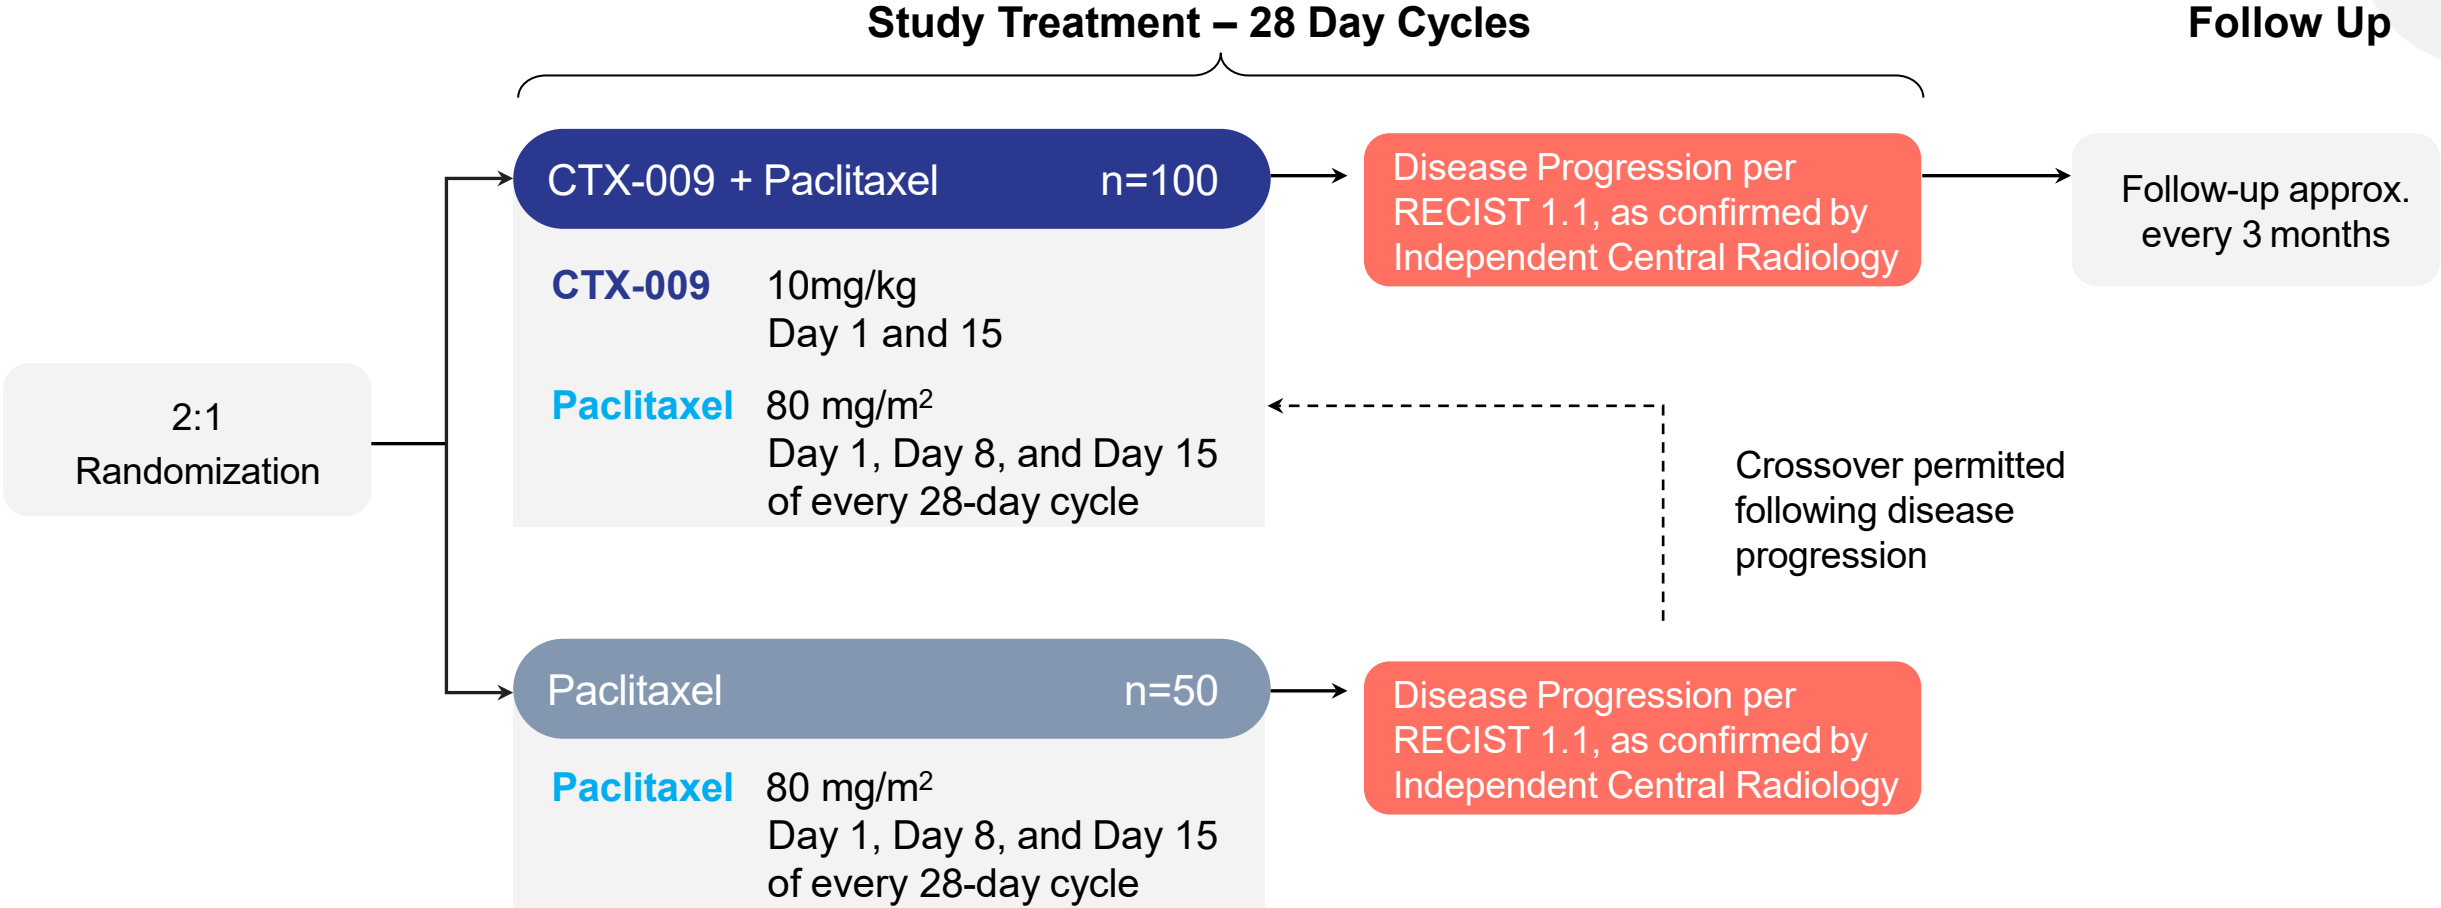 Study Treatment – 28 Day Cycles
Follow Up
2:1
Randomization
CTX-009 + Paclitaxel n=100
CTX-009 10mg/kg
Day 1 and 15
Paclitaxel 80 mg/m²
Day 1, Day 8, and Day 15
of every 28-day cycle
Disease Progression per
RECIST 1.1, as confirmed by
Independent Central Radiology
Follow-up approx.
every 3 months
Crossover permitted
following disease
progression
Paclitaxel n=50
Paclitaxel 80 mg/m²
Day 1, Day 8, and Day 15
of every 28-day cycle
Disease Progression per
RECIST 1.1, as confirmed by
Independent Central Radiology